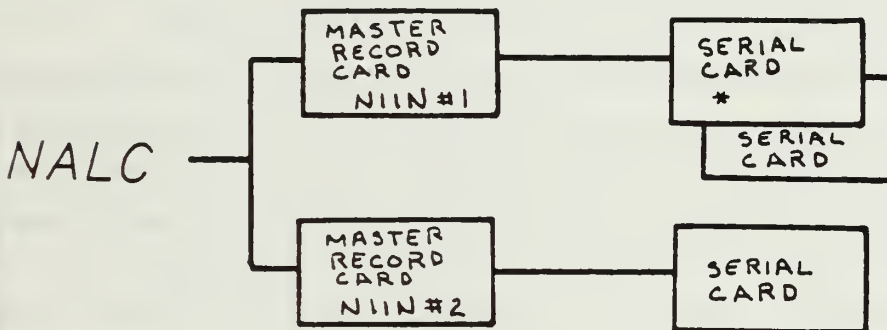 NALC
MASTER
RECORD
CARD
NIIN #1
SERIAL
CARD
*
SERIAL
CARD
MASTER
RECORD
CARD
NIIN #2
SERIAL
CARD